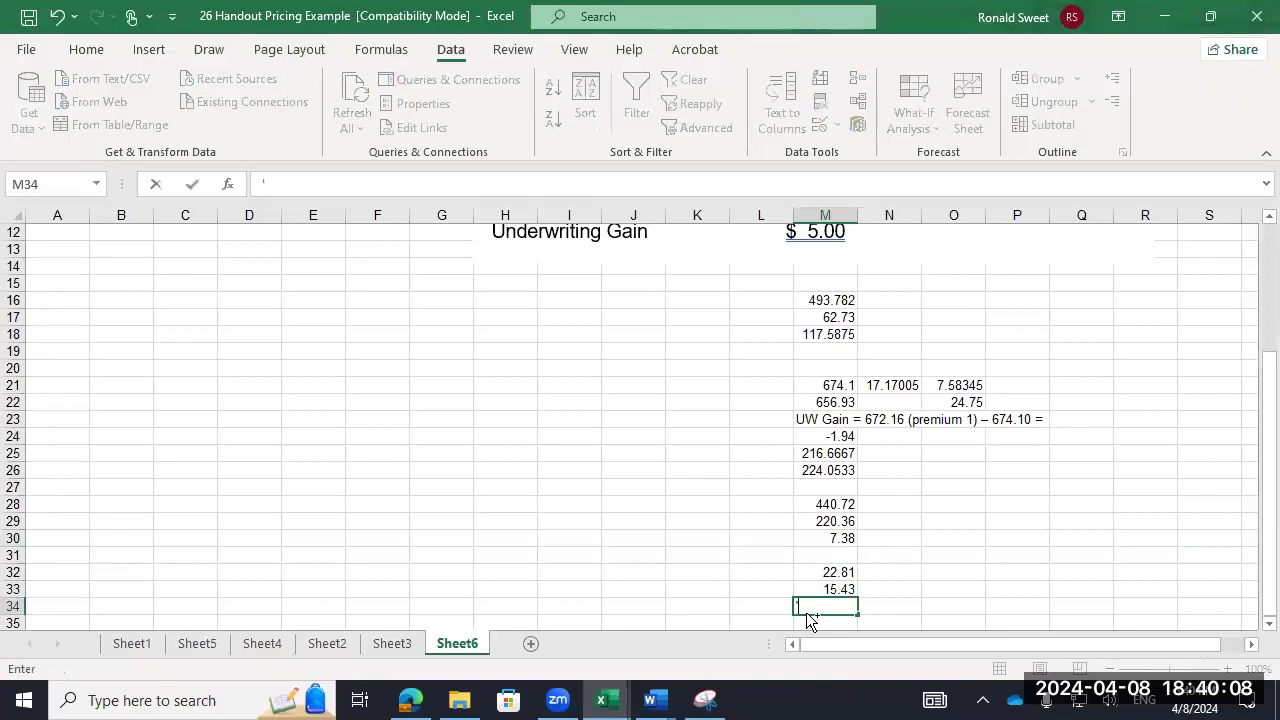 26 Handout Pricing Example [Compatibility Mode] - Excel
Search
Ronald Sweet
RS
File Home Insert Draw Page Layout Formulas Data Review View Help Acrobat
Share
Get Data
From Text/CSV
From Web
From Table/Range
Recent Sources
Existing Connections
Get & Transform Data
Refresh All
Queries & Connections
Properties
Edit Links
Queries & Connections
Sort
Filter
Clear
Reapply
Advanced
Sort & Filter
Text to Columns
Data Tools
What-If Analysis
Forecast Sheet
Forecast
Group
Ungroup
Subtotal
Outline
M34
fx
'
A B C D E F G H I J K L M N O P Q R S
12 Underwriting Gain $ 5.00
13
14
15
16 493.782
17 62.73
18 117.5875
19
20
21 674.1 17.17005 7.58345
22 656.93 24.75
23 UW Gain = 672.16 (premium 1) – 674.10 =
24 -1.94
25 216.6667
26 224.0533
27
28 440.72
29 220.36
30 7.38
31
32 22.81
33 15.43
34 '
35
Sheet1 Sheet5 Sheet4 Sheet2 Sheet3 Sheet6
Enter
100%
Type here to search
zm
ENG
2024-04-08 18:40:08
4/8/2024